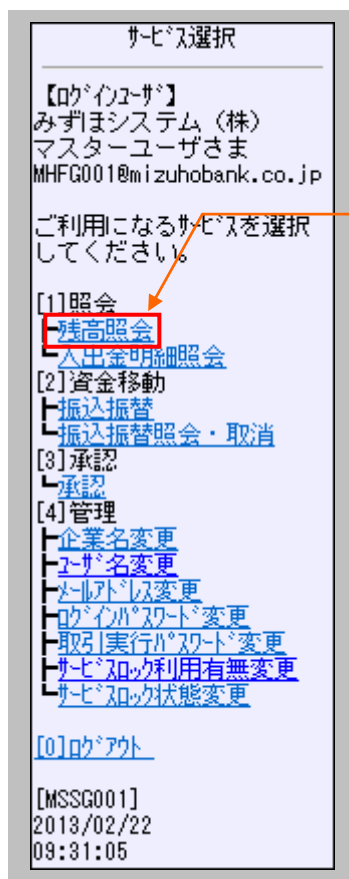 ｻｰﾋﾞｽ選択
【ﾛｸﾞｲﾝﾕｰｻﾞ】
みずほシステム（株）
マスターユーザさま
MHFG001@mizuhobank.co.jp
ご利用になるｻｰﾋﾞｽを選択
してください。
[1]照会
┣残高照会
┗入出金明細照会
[2]資金移動
┣振込振替
┗振込振替照会・取消
[3]承認
┗承認
[4]管理
┣企業名変更
┣ﾕｰｻﾞ名変更
┣ﾒｰﾙｱﾄﾞﾚｽ変更
┣ﾛｸﾞｲﾝﾊﾟｽﾜｰﾄﾞ変更
┣取引実行ﾊﾟｽﾜｰﾄﾞ変更
┣ｻｰﾋﾞｽﾛｯｸ利用有無変更
┗ｻｰﾋﾞｽﾛｯｸ状態変更
[0]ﾛｸﾞｱｳﾄ
[MSSG001]
2013/02/22
09:31:05